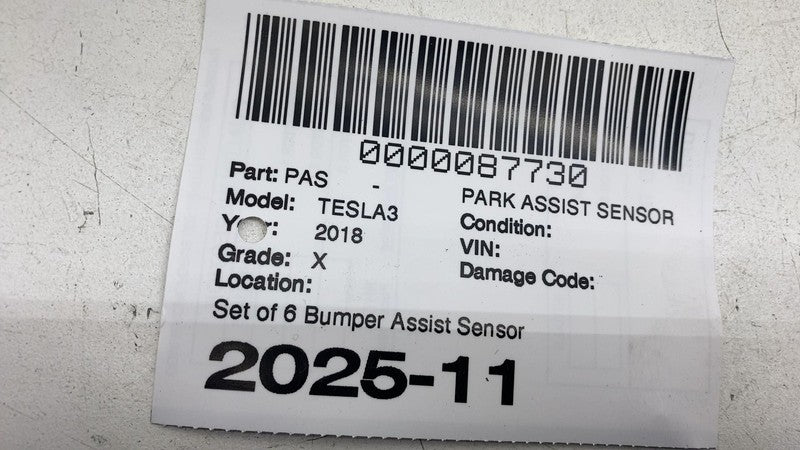 0000087730
Part: PAS -
PARK ASSIST SENSOR
Model: TESLA3
Condition:
Y r: 2018
VIN:
Grade: X
Damage Code:
Location:
Set of 6 Bumper Assist Sensor
2025-11